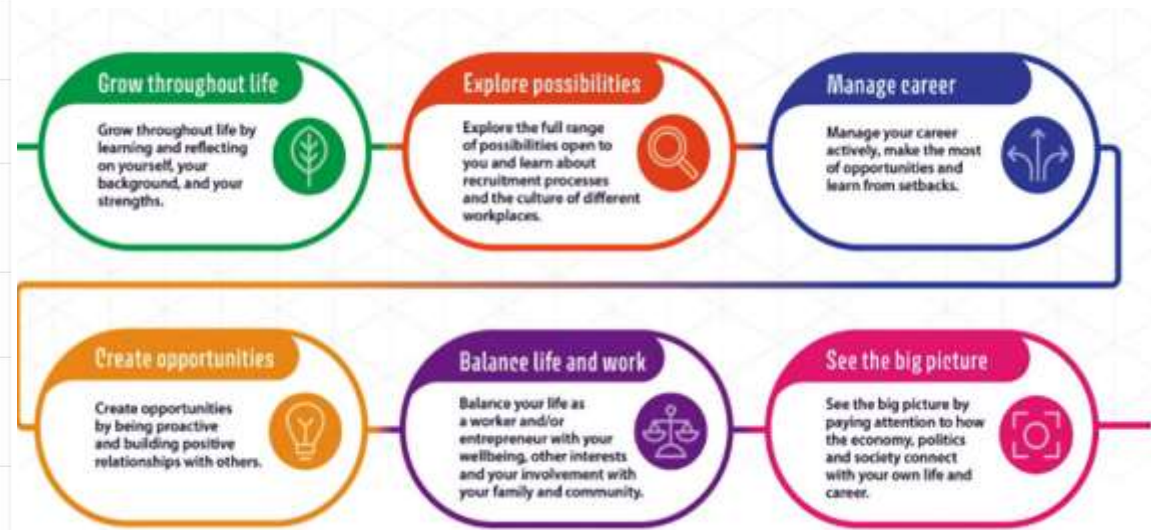 Grow throughout life
Grow throughout life by
learning and reflecting
on yourself, your
background, and your
strengths.
Explore possibilities
Explore the full range
of possibilities open to
you and learn about
recruitment processes
and the culture of different
workplaces.
Manage career
Manage your career
actively, make the most
of opportunities and
learn from setbacks.
Create opportunities
Create opportunities
by being proactive
and building positive
relationships with others.
Balance life and work
Balance your life as
a worker and/or
entrepreneur with your
wellbeing, other interests
and your involvement with
your family and community.
See the big picture
See the big picture by
paying attention to how
the economy, politics
and society connect
with your own life and
career.